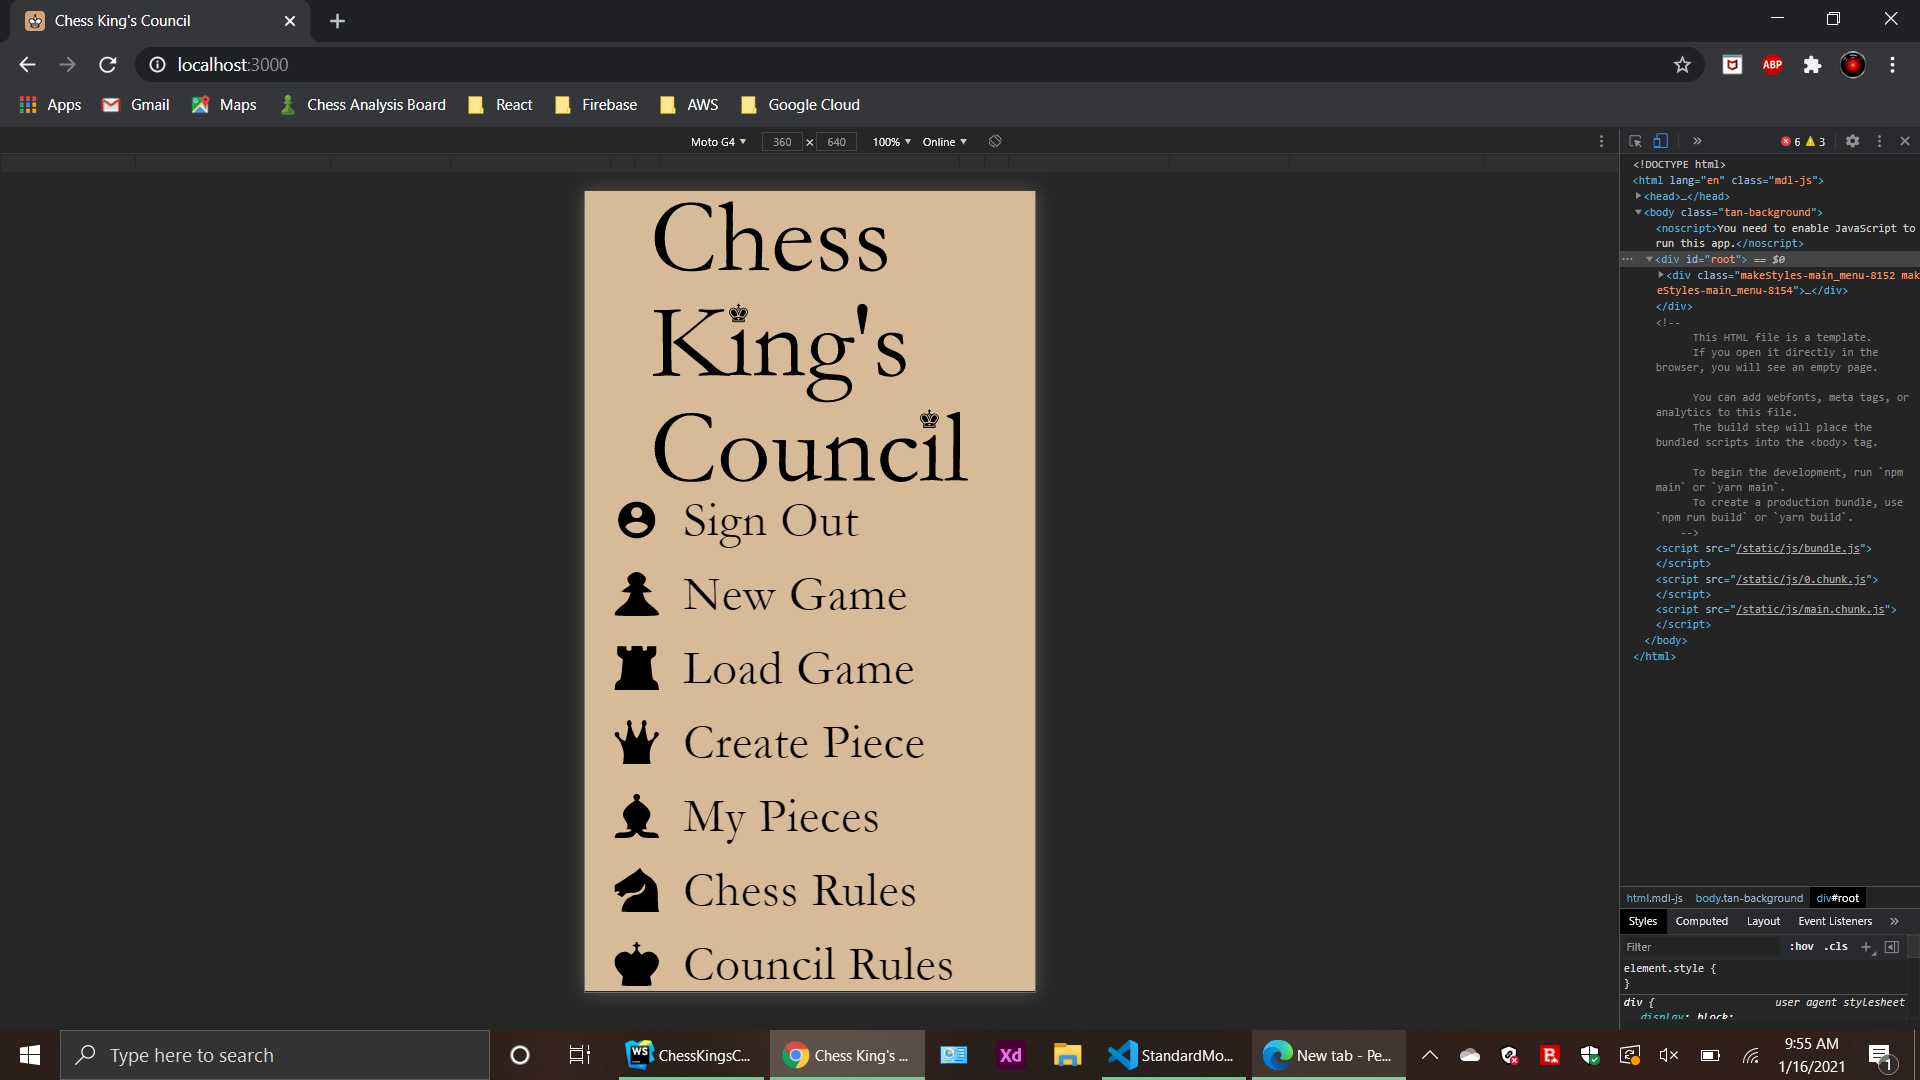 Chess King's Council
localhost:3000
ABP
Apps
Gmail
Maps
Chess Analysis Board
React
Firebase
AWS
Google Cloud
Moto G4
360 × 640
100%
Online
6 3
Chess
King's
Council
Sign Out
New Game
Load Game
Create Piece
My Pieces
Chess Rules
Council Rules
<!DOCTYPE html>
<html lang="en" class="mdl-js">
<head>…</head>
<body class="tan-background">
<noscript>You need to enable JavaScript to
run this app.</noscript>
<div id="root"> == $0
<div class="makeStyles-main_menu-8152 mak
eStyles-main_menu-8154">…</div>
</div>
<!--
This HTML file is a template.
If you open it directly in the
browser, you will see an empty page.
You can add webfonts, meta tags, or
analytics to this file.
The build step will place the
bundled scripts into the <body> tag.
To begin the development, run `npm
main` or `yarn main`.
To create a production bundle, use
`npm run build` or `yarn build`.
-->
<script src="/static/js/bundle.js">
</script>
<script src="/static/js/0.chunk.js">
</script>
<script src="/static/js/main.chunk.js">
</script>
</body>
</html>
html.mdl-js body.tan-background div#root
Styles Computed Layout Event Listeners
Filter :hov .cls
element.style {
}
div { user agent stylesheet
display: block;
Type here to search
WS
ChessKingsC...
Chess King's ...
Xd
StandardMo...
New tab - Pe...
9:55 AM
1/16/2021
1